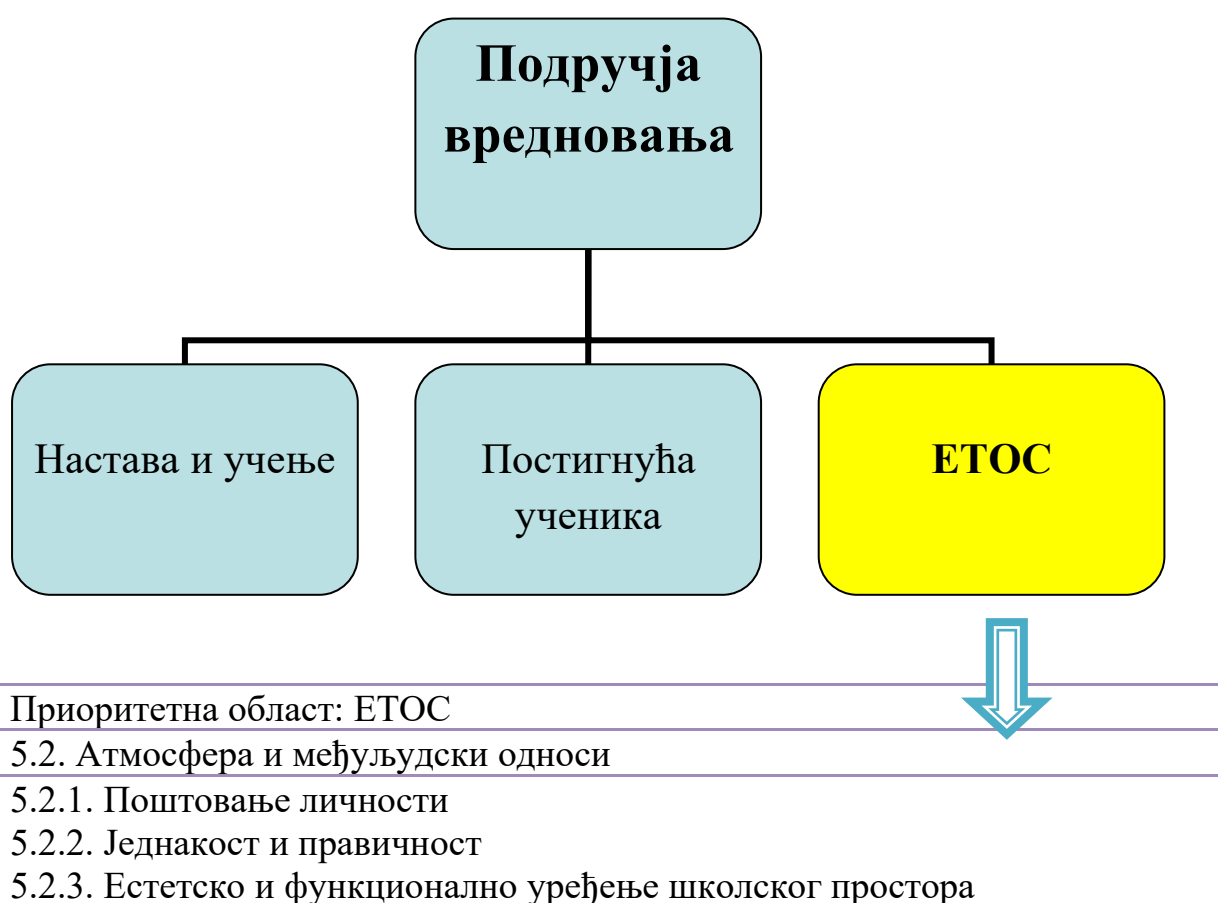 Подручја
вредновања
Настава и учење
Постигнућа
ученика
ЕТОС
Приоритетна област: ЕТОС
5.2. Атмосфера и међуљудски односи
5.2.1. Поштовање личности
5.2.2. Једнакост и правичност
5.2.3. Естетско и функционално уређење школског простора